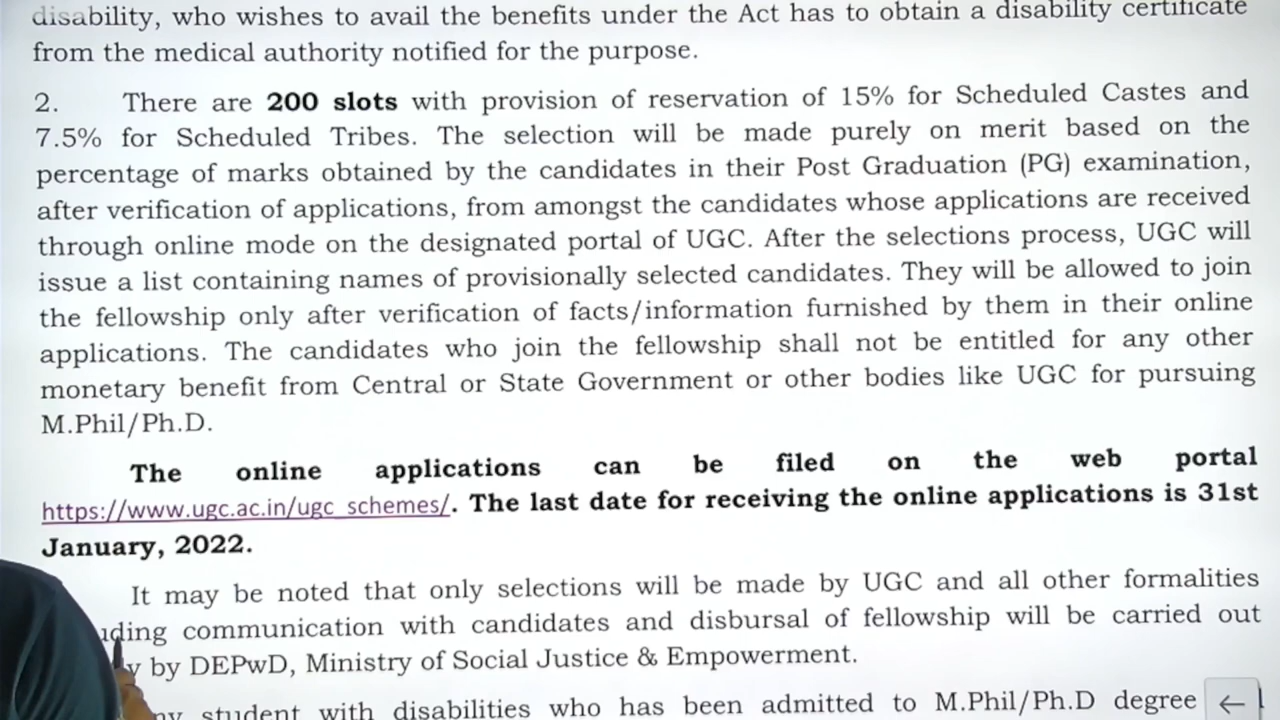 disability, who wishes to avail the benefits under the Act has to obtain a disability certificate
from the medical authority notified for the purpose.
2. There are 200 slots with provision of reservation of 15% for Scheduled Castes and
7.5% for Scheduled Tribes. The selection will be made purely on merit based on the
percentage of marks obtained by the candidates in their Post Graduation (PG) examination,
after verification of applications, from amongst the candidates whose applications are received
through online mode on the designated portal of UGC. After the selections process, UGC will
issue a list containing names of provisionally selected candidates. They will be allowed to join
the fellowship only after verification of facts/information furnished by them in their online
applications. The candidates who join the fellowship shall not be entitled for any other
monetary benefit from Central or State Government or other bodies like UGC for pursuing
M.Phil/Ph.D.
The online applications can be filed on the web portal
https://www.ugc.ac.in/ugc_schemes/. The last date for receiving the online applications is 31st
January, 2022.
It may be noted that only selections will be made by UGC and all other formalities
communication with candidates and disbursal of fellowship will be carried out
by DEPwD, Ministry of Social Justice & Empowerment.
student with disabilities who has been admitted to M.Phil/Ph.D degree